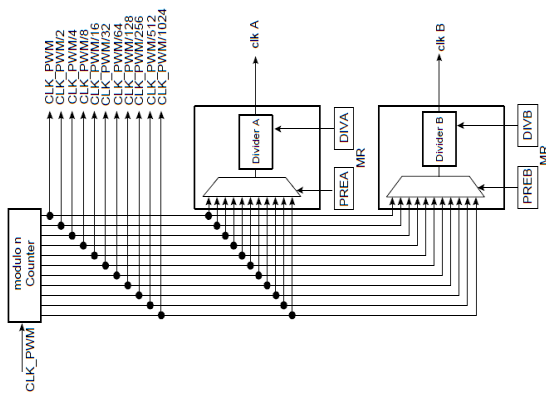 CLK_PWM
CLK_PWM/2
CLK_PWM/4
CLK_PWM/8
CLK_PWM/16
CLK_PWM/32
CLK_PWM/64
CLK_PWM/128
CLK_PWM/256
CLK_PWM/512
CLK_PWM/1024
clk A
clk B
Divider A
DIVA
PREA
MR
Divider B
DIVB
PREB
MR
modulo n
Counter
CLK_PWM